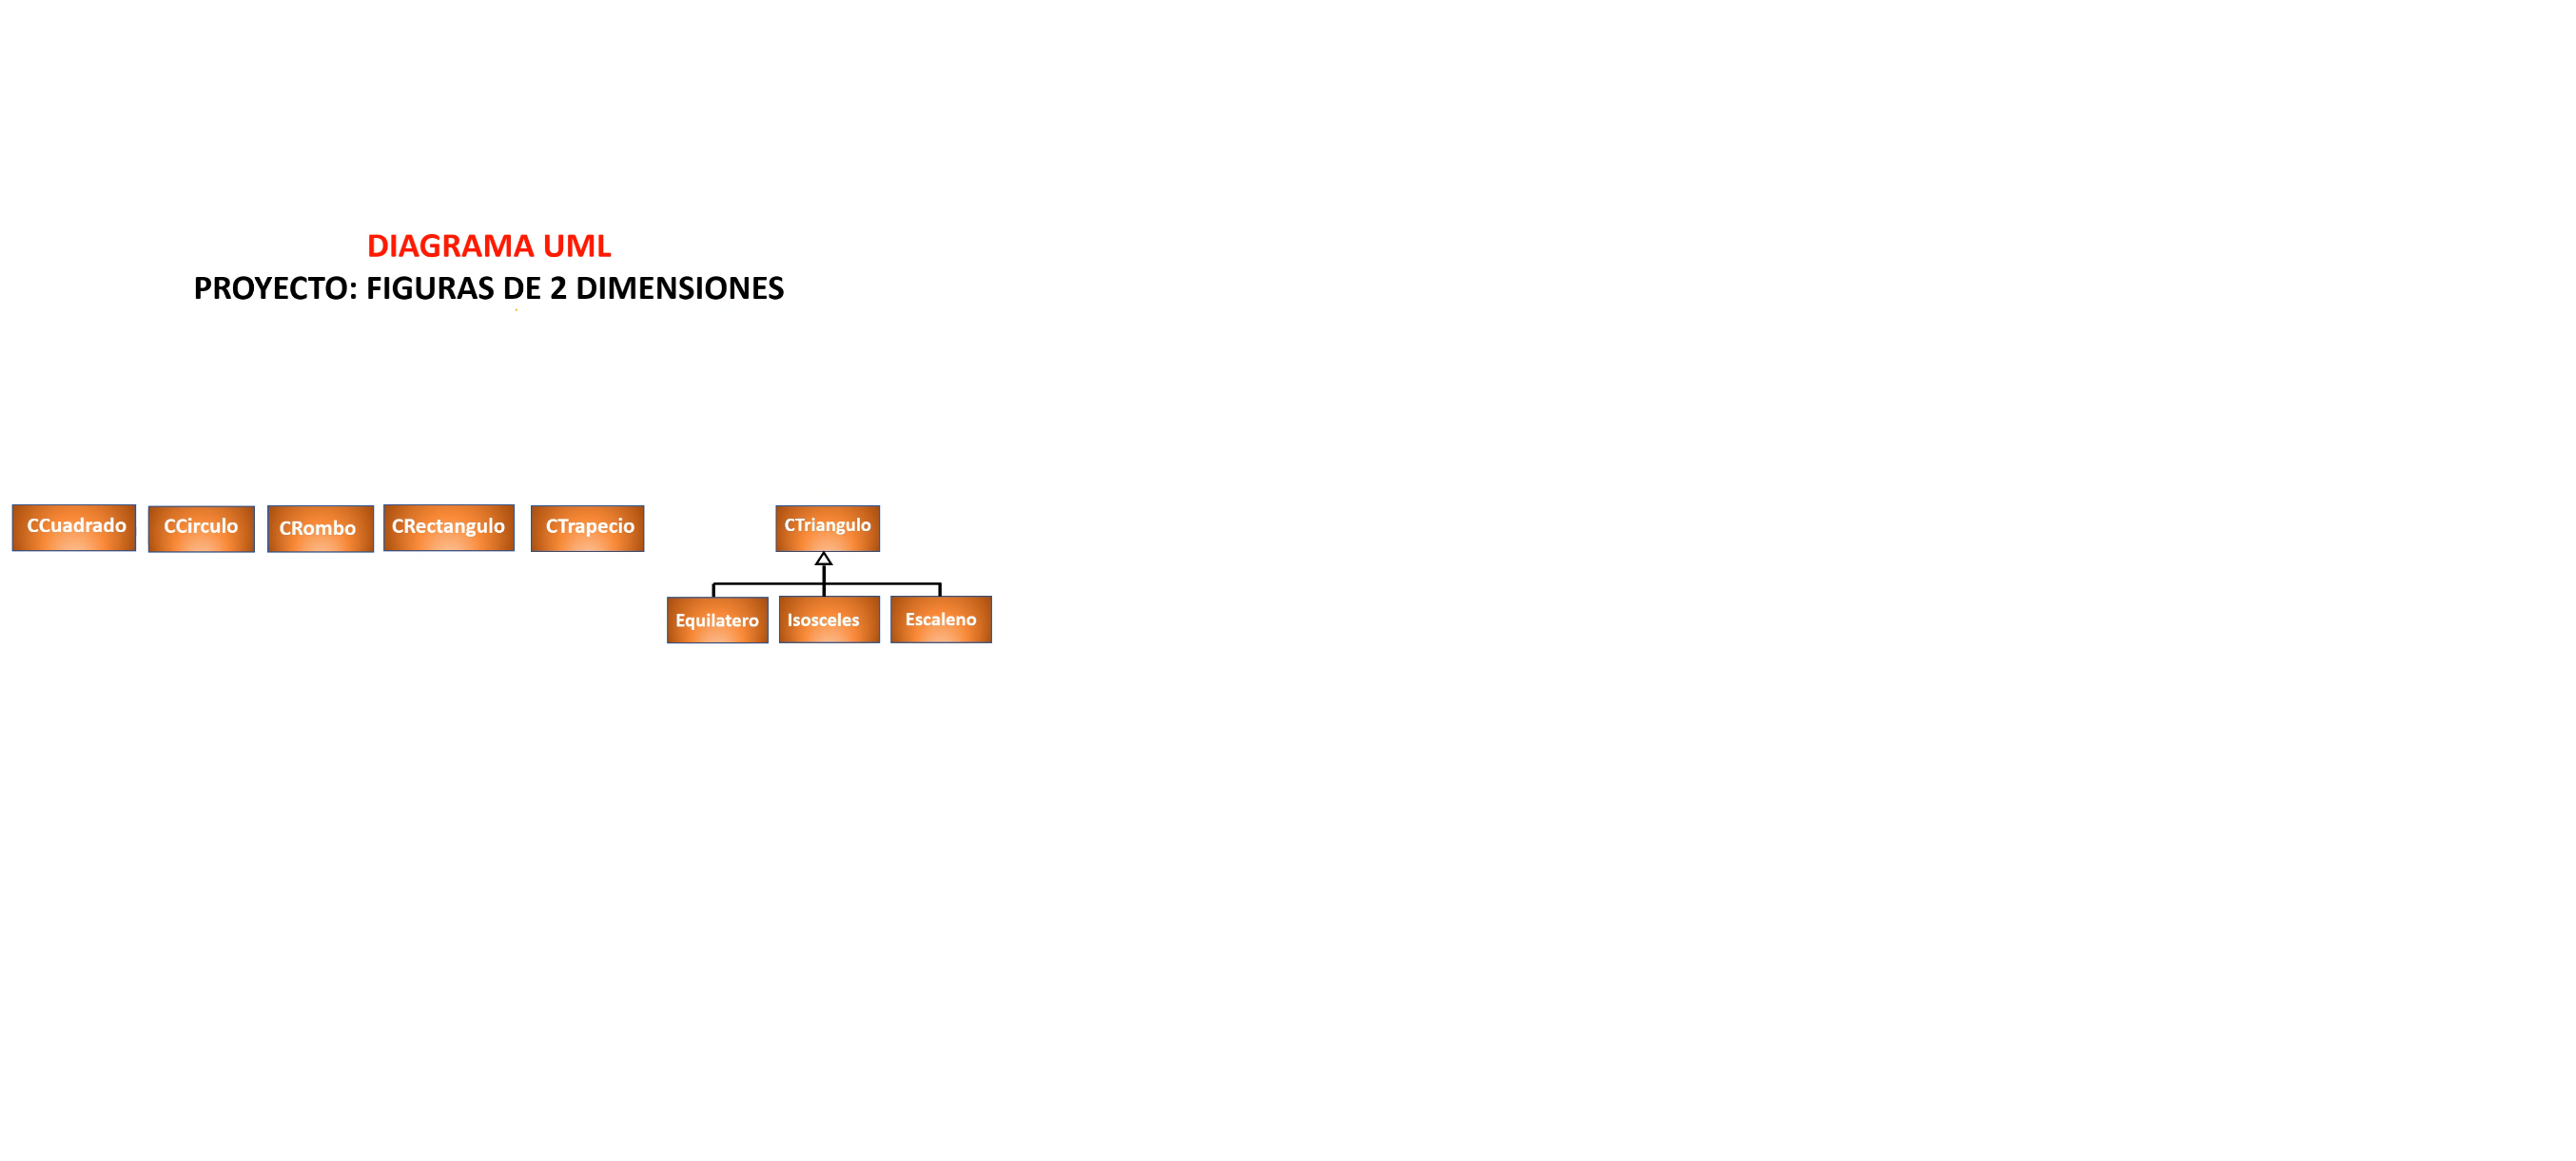 DIAGRAMA UML
PROYECTO: FIGURAS DE 2 DIMENSIONES
CCuadrado
CCirculo
CRombo
CRectangulo
CTrapecio
CTriangulo
Equilatero
Isosceles
Escaleno